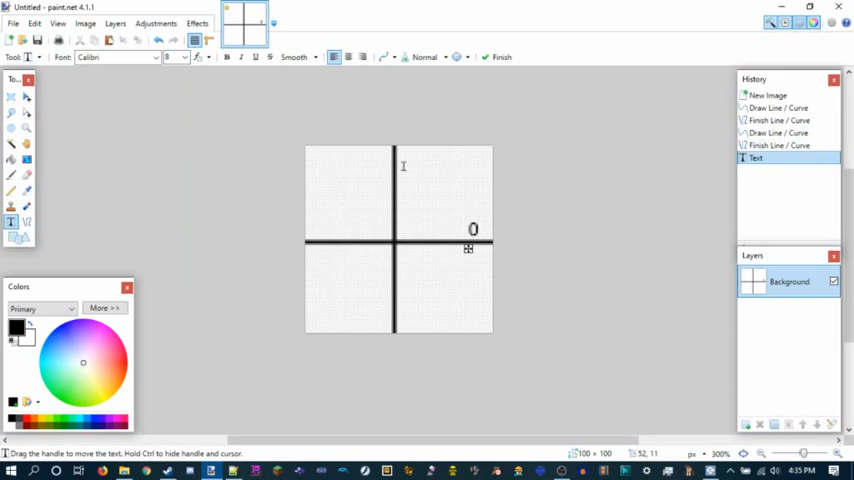 Untitled - paint.net 4.1.1
File Edit View Image Layers Adjustments Effects
Tool: T Font: Calibri 8 B I U S Smooth Normal Finish
To...
History
New Image
Draw Line / Curve
Finish Line / Curve
Draw Line / Curve
Finish Line / Curve
T Text
0
Layers
Background
Colors
Primary More >>
Drag the handle to move the text. Hold Ctrl to hide handle and cursor.
100 × 100 52, 11 px 300%
4:35 PM